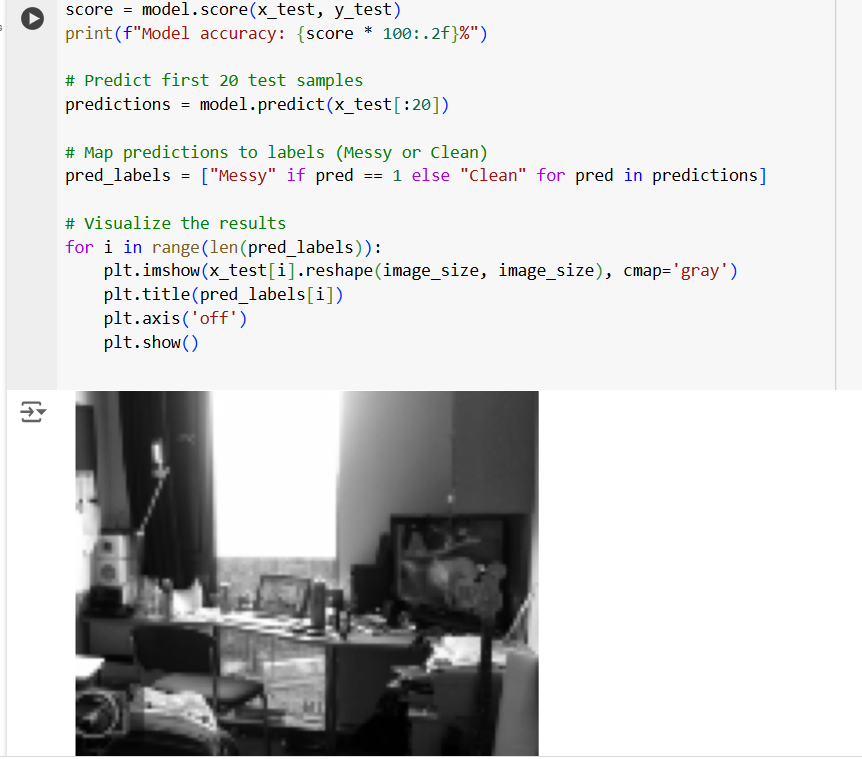 score = model.score(x_test, y_test)
print(f"Model accuracy: {score * 100:.2f}%")
# Predict first 20 test samples
predictions = model.predict(x_test[:20])
# Map predictions to labels (Messy or Clean)
pred_labels = ["Messy" if pred == 1 else "Clean" for pred in predictions]
# Visualize the results
for i in range(len(pred_labels)):
    plt.imshow(x_test[i].reshape(image_size, image_size), cmap='gray')
    plt.title(pred_labels[i])
    plt.axis('off')
    plt.show()